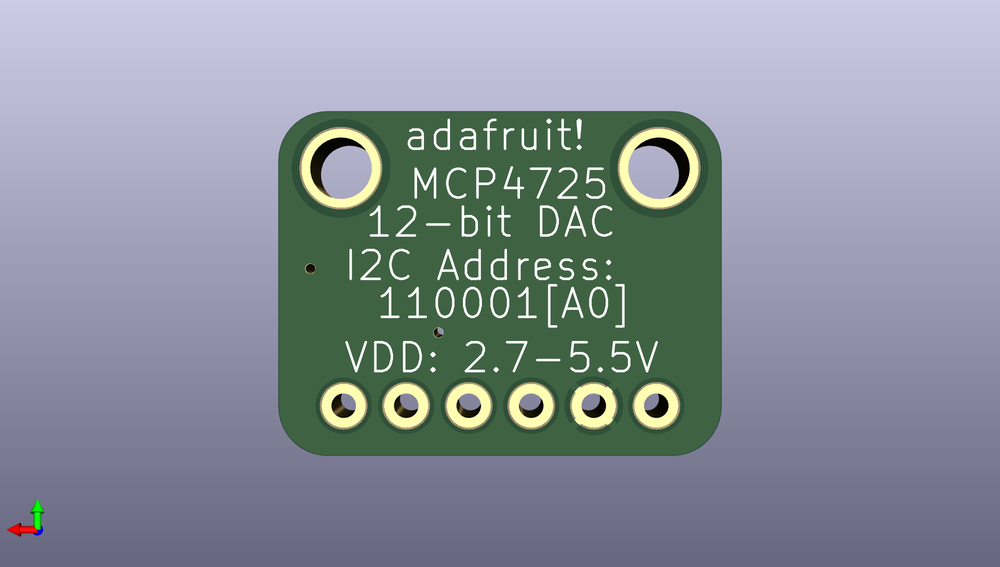 adafruit!
MCP4725
12-bit DAC
I2C Address:
110001[A0]
VDD: 2.7-5.5V